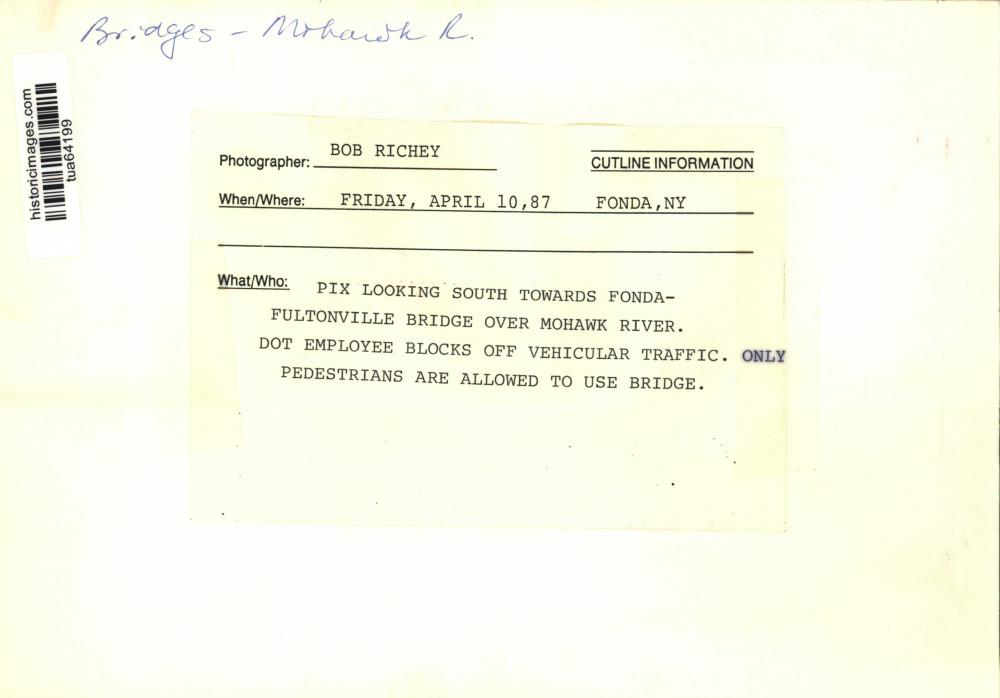 Bridges - Mohawk R.
historicimages.com
tua64199
Photographer: BOB RICHEY
CUTLINE INFORMATION
When/Where: FRIDAY, APRIL 10,87 FONDA,NY
What/Who: PIX LOOKING SOUTH TOWARDS FONDA-
FULTONVILLE BRIDGE OVER MOHAWK RIVER.
DOT EMPLOYEE BLOCKS OFF VEHICULAR TRAFFIC. ONLY
PEDESTRIANS ARE ALLOWED TO USE BRIDGE.